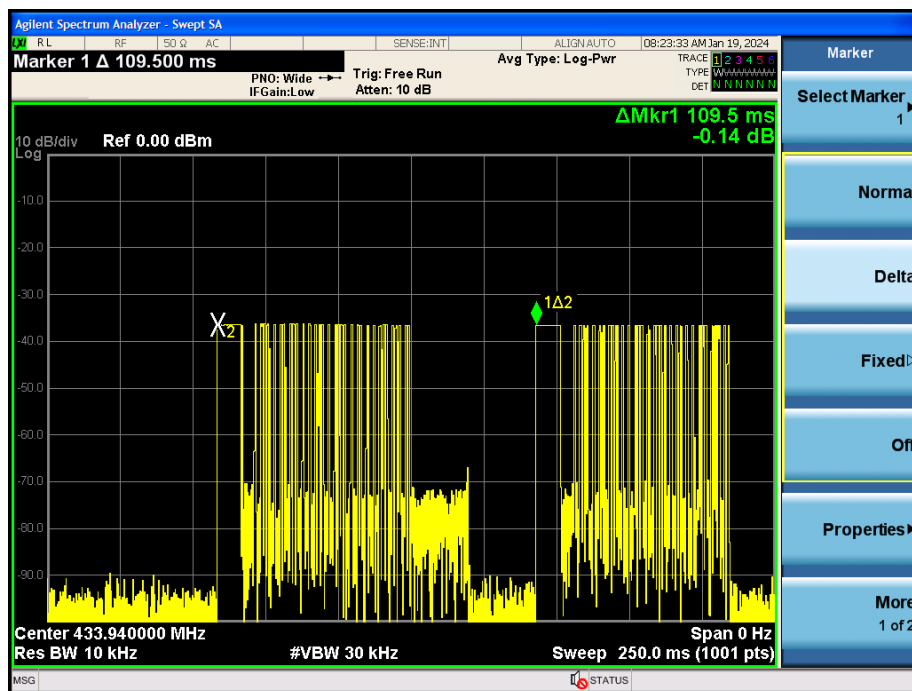 Agilent Spectrum Analyzer - Swept SA
LXI RL RF 50 Ω AC SENSE:INT ALIGN AUTO 08:23:33 AM Jan 19, 2024
Marker 1 Δ 109.500 ms
PNO: Wide
IFGain:Low
Trig: Free Run
Atten: 10 dB
Avg Type: Log-Pwr
TRACE 1 2 3 4 5 6
TYPE
DET N N N N N N
ΔMkr1 109.5 ms
-0.14 dB
10 dB/div Ref 0.00 dBm
Log
-10.0
-20.0
-30.0
-40.0
-50.0
-60.0
-70.0
-80.0
-90.0
2
1Δ2
Center 433.940000 MHz Span 0 Hz
Res BW 10 kHz #VBW 30 kHz Sweep 250.0 ms (1001 pts)
MSG STATUS
Marker
Select Marker
1
Norma
Delta
Fixed
Off
Properties
More
1 of 2